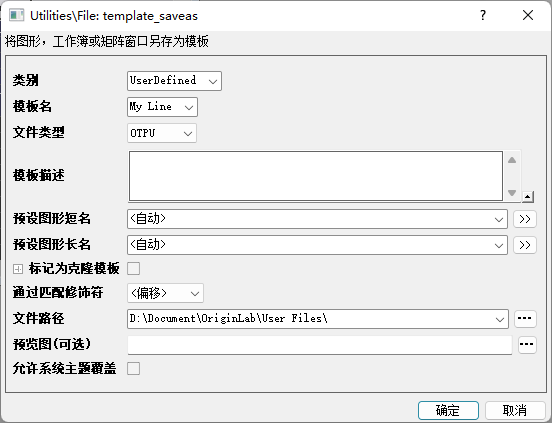 Utilities\File: template_saveas
将图形，工作簿或矩阵窗口另存为模板
类别 UserDefined
模板名 My Line
文件类型 OTPU
模板描述
预设图形短名 <自动> >>
预设图形长名 <自动> >>
标记为克隆模板
通过匹配修饰符 <偏移>
文件路径 D:\Document\OriginLab\User Files\ ...
预览图(可选) ...
允许系统主题覆盖
确定 取消